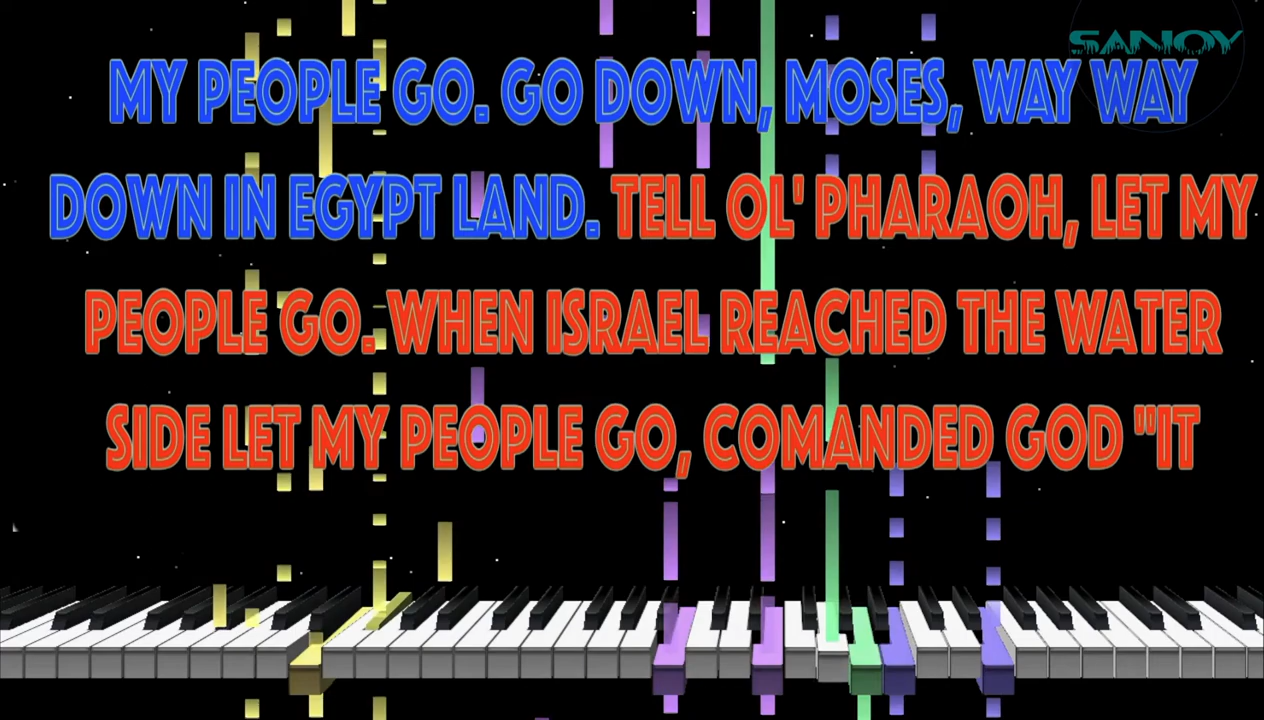 SANOV
MY PEOPLE GO. GO DOWN, MOSES, WAY WAY
DOWN IN EGYPT LAND. TELL OL' PHARAOH, LET MY
PEOPLE GO. WHEN ISRAEL REACHED THE WATER
SIDE LET MY PEOPLE GO, COMANDED GOD "IT